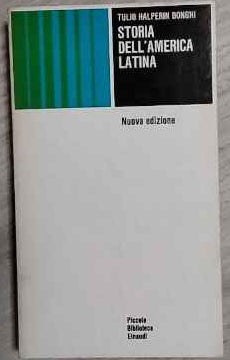 TULIO HALPERIN DONGHI
STORIA
DELL'AMERICA
LATINA
Nuova edizione
Piccola
Biblioteca
Einaudi